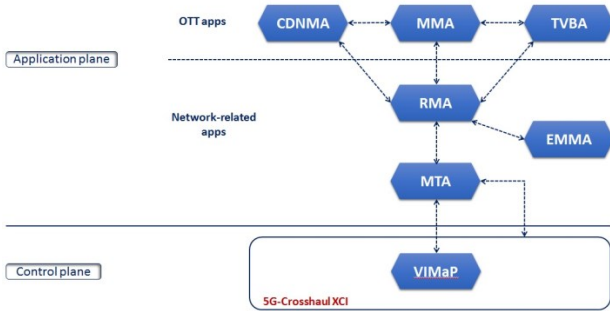 OTT apps
CDNMA
MMA
TVBA
Application plane
RMA
Network-related
apps
EMMA
MTA
Control plane
VIMaP
5G-Crosshaul XCI